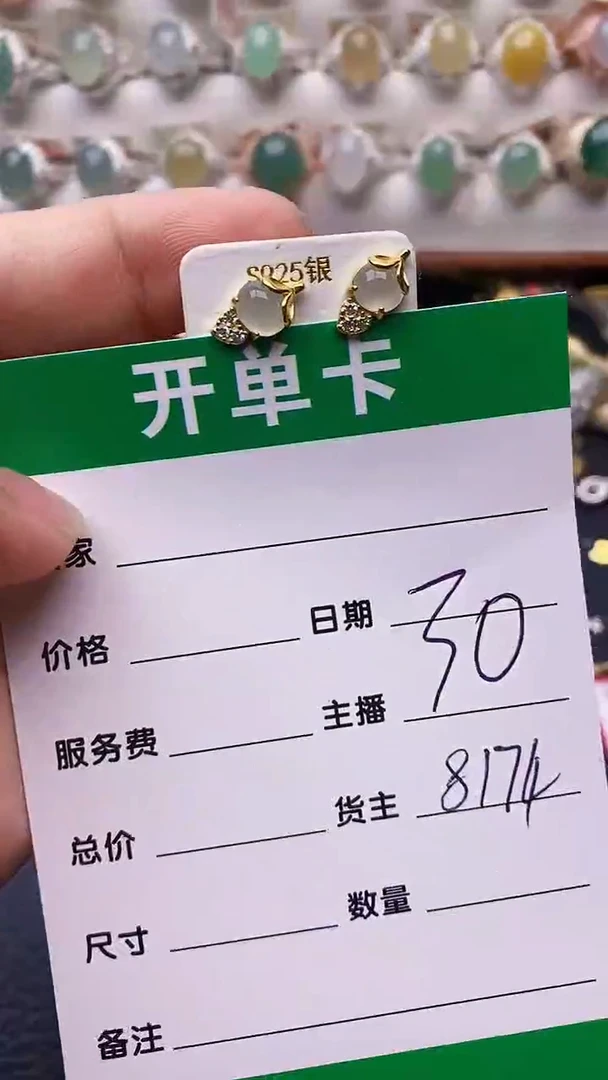 S925银
开单卡
家
价格 日期 30
服务费 主播
总价 货主 8174
尺寸 数量
备注